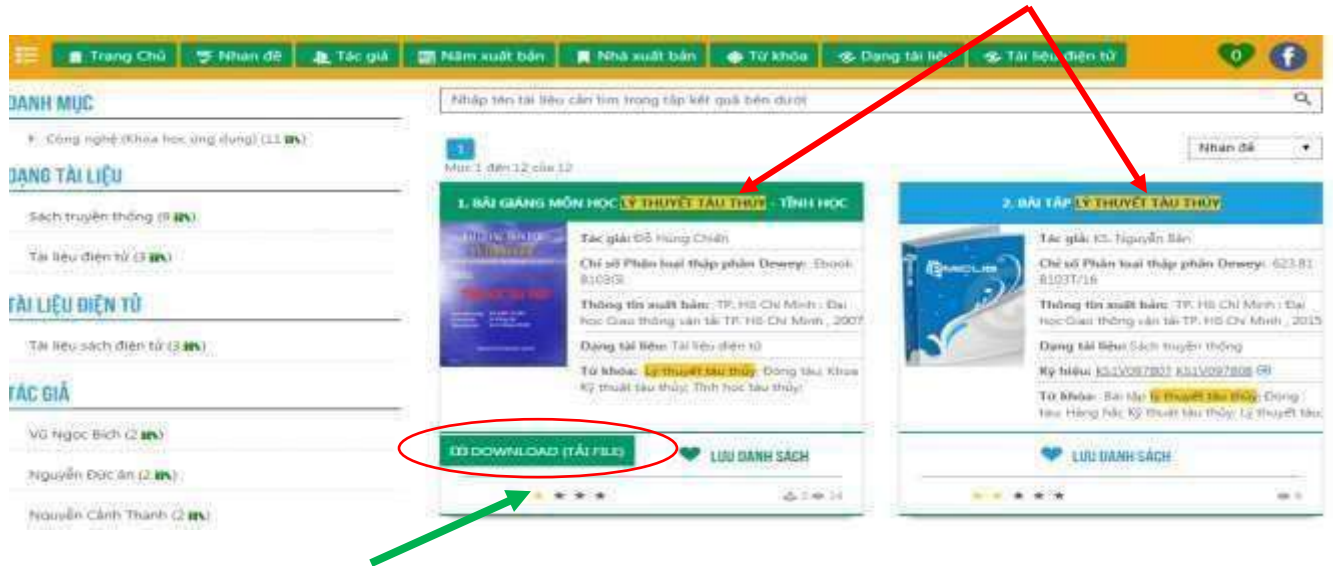 Trang Chủ Nhan đề Tác giả Năm xuất bản Nhà xuất bản Từ khóa Dạng tài liệu Tài liệu điện tử 0 f
DANH MỤC
Công nghệ (Khoa học ứng dụng) (11)
DẠNG TÀI LIỆU
Sách truyền thống (9)
Tài liệu điện tử (3)
TÀI LIỆU ĐIỆN TỬ
Tài liệu sách điện tử (3)
TÁC GIẢ
Vũ Ngọc Bích (2)
Nguyễn Đức Ân (2)
Nguyễn Cảnh Thanh (2)
Nhập tên tài liệu cần tìm trong tập kết quả bên dưới
1
Nhan đề
Mục 1 đến 12 của 12
1. BÀI GIẢNG MÔN HỌC LÝ THUYẾT TÀU THỦY - TĨNH HỌC
Tác giả: Đỗ Hùng Chiến
Chỉ số Phân loại thập phân Dewey: Ebook
B103GI
Thông tin xuất bản: TP. Hồ Chí Minh : Đại
học Giao thông vận tải TP. Hồ Chí Minh , 2007
Dạng tài liệu: Tài liệu điện tử
Từ khóa: Lý thuyết tàu thủy; Đóng tàu; Khoa
Kỹ thuật tàu thủy; Tĩnh học tàu thủy;
DOWNLOAD (TẢI FILE)
LƯU DANH SÁCH
2. BÀI TẬP LÝ THUYẾT TÀU THỦY
Tác giả: KS. Nguyễn Bân
Chỉ số Phân loại thập phân Dewey: 623.81
B103T/16
Thông tin xuất bản: TP. Hồ Chí Minh : Đại
học Giao thông vận tải TP. Hồ Chí Minh , 2015
Dạng tài liệu: Sách truyền thống
Ký hiệu: KS1V097807 KS1V097808
Từ khóa: Bài tập lý thuyết tàu thủy; Đóng
tàu; Hàng hải; Kỹ thuật tàu thủy; Lý thuyết tàu;
LƯU DANH SÁCH